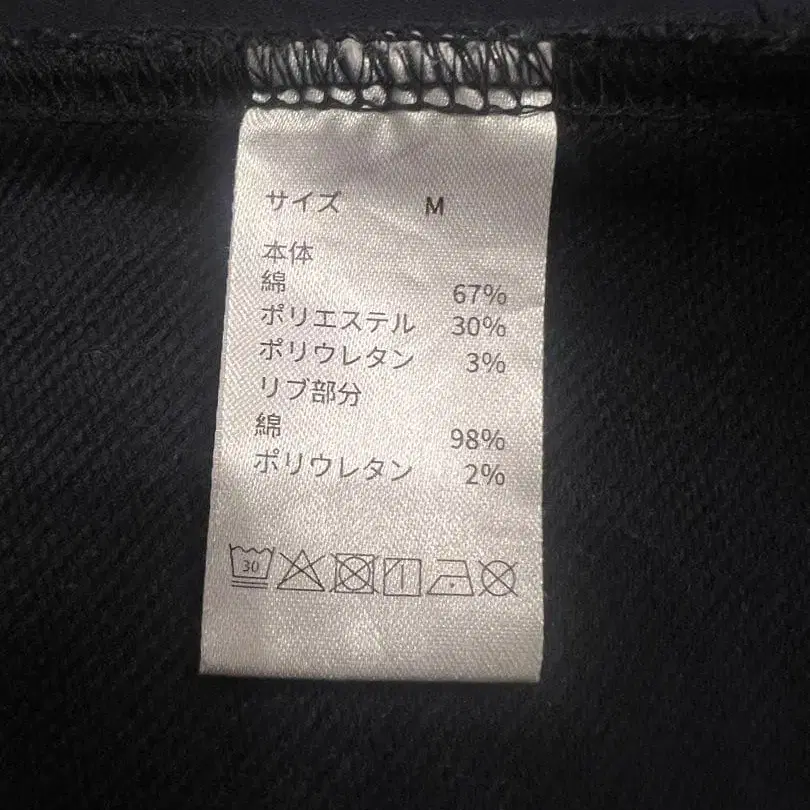 サイズ M
本体
綿 67%
ポリエステル 30%
ポリウレタン 3%
リブ部分
綿 98%
ポリウレタン 2%
30